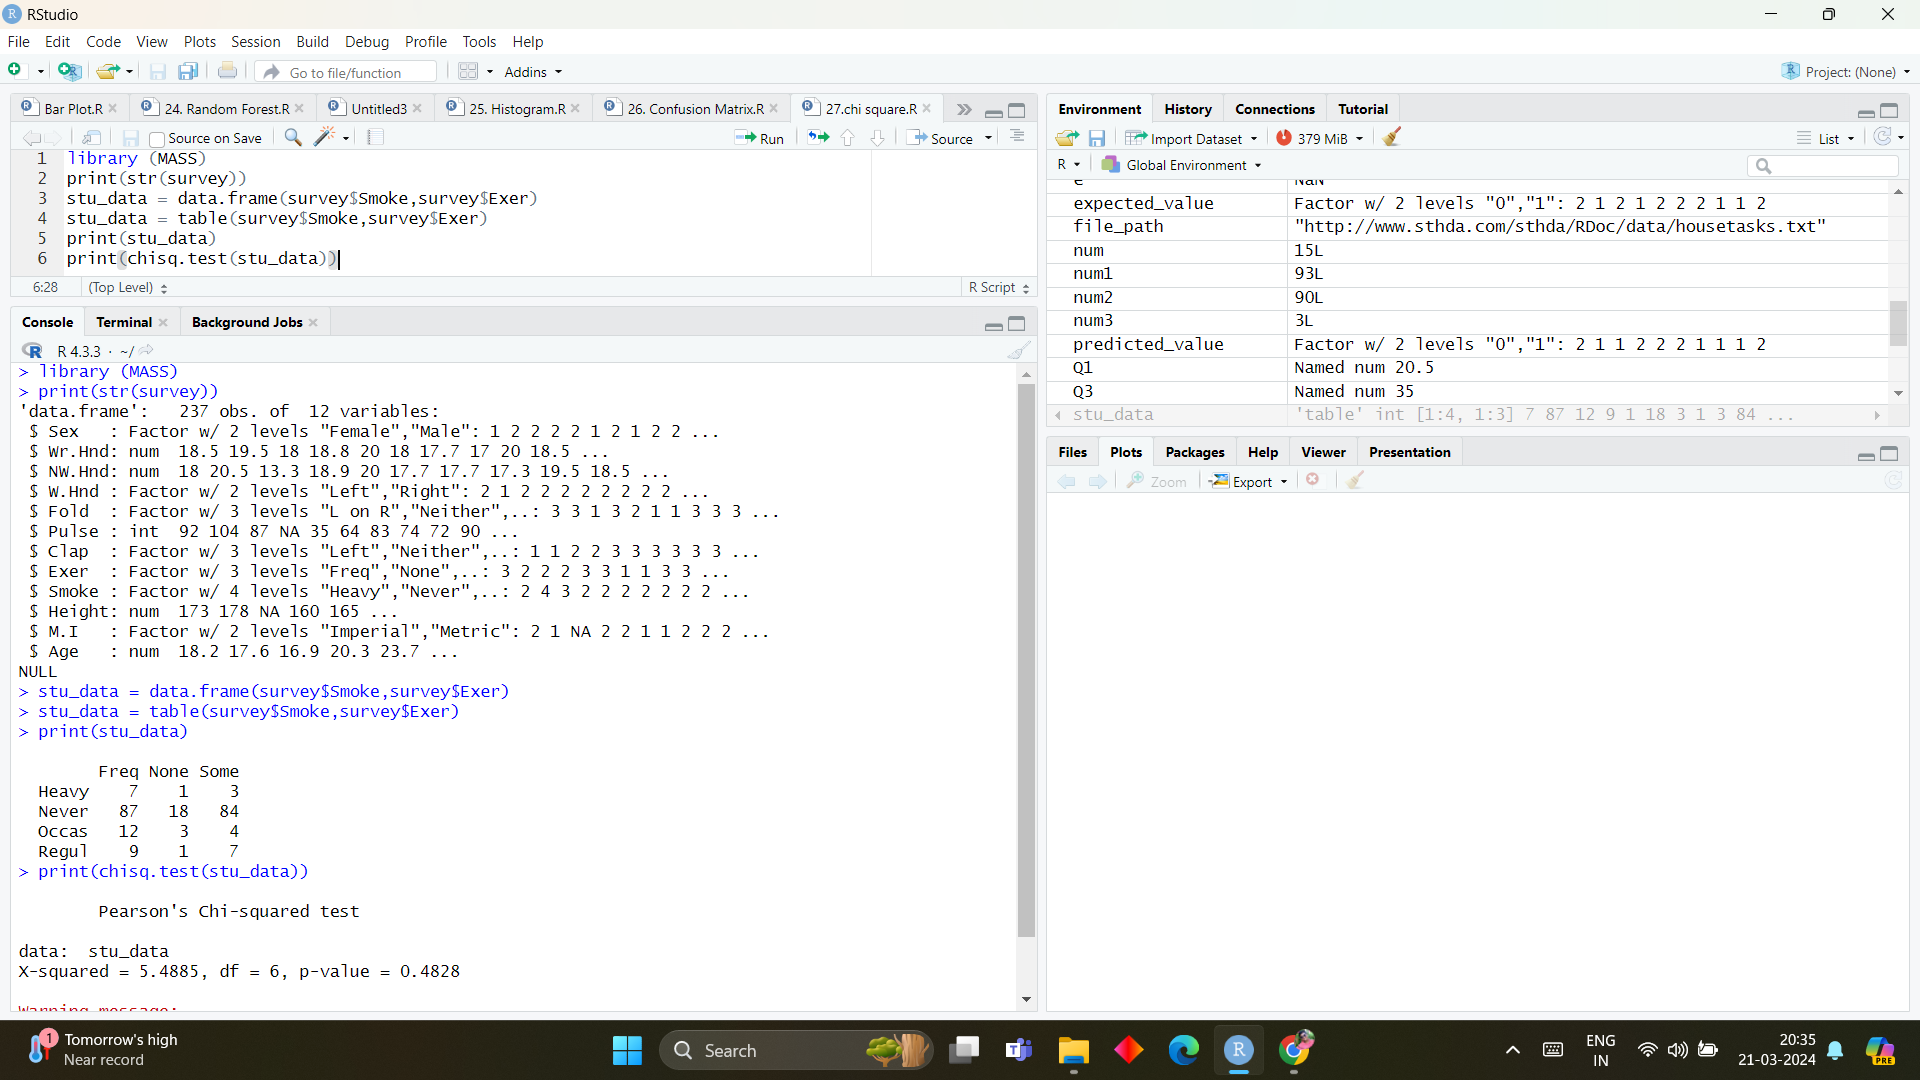 RStudio
File Edit Code View Plots Session Build Debug Profile Tools Help
Go to file/function Addins Project: (None)
Bar Plot.R 24. Random Forest.R Untitled3 25. Histogram.R 26. Confusion Matrix.R 27.chi square.R
Source on Save Run Source
1 library (MASS)
2 print(str(survey))
3 stu_data = data.frame(survey$Smoke,survey$Exer)
4 stu_data = table(survey$Smoke,survey$Exer)
5 print(stu_data)
6 print(chisq.test(stu_data))
6:28 (Top Level) R Script
Console Terminal Background Jobs
R 4.3.3 · ~/
> library (MASS)
> print(str(survey))
'data.frame': 237 obs. of 12 variables:
$ Sex : Factor w/ 2 levels "Female","Male": 1 2 2 2 2 1 2 1 2 2 ...
$ Wr.Hnd: num 18.5 19.5 18 18.8 20 18 17.7 17 20 18.5 ...
$ NW.Hnd: num 18 20.5 13.3 18.9 20 17.7 17.7 17.3 19.5 18.5 ...
$ W.Hnd : Factor w/ 2 levels "Left","Right": 2 1 2 2 2 2 2 2 2 2 ...
$ Fold : Factor w/ 3 levels "L on R","Neither",..: 3 3 1 3 2 1 1 3 3 3 ...
$ Pulse : int 92 104 87 NA 35 64 83 74 72 90 ...
$ Clap : Factor w/ 3 levels "Left","Neither",..: 1 1 2 2 3 3 3 3 3 3 ...
$ Exer : Factor w/ 3 levels "Freq","None",..: 3 2 2 2 3 3 1 1 3 3 ...
$ Smoke : Factor w/ 4 levels "Heavy","Never",..: 2 4 3 2 2 2 2 2 2 2 ...
$ Height: num 173 178 NA 160 165 ...
$ M.I : Factor w/ 2 levels "Imperial","Metric": 2 1 NA 2 2 1 1 2 2 2 ...
$ Age : num 18.2 17.6 16.9 20.3 23.7 ...
NULL
> stu_data = data.frame(survey$Smoke,survey$Exer)
> stu_data = table(survey$Smoke,survey$Exer)
> print(stu_data)
Freq None Some
Heavy 7 1 3
Never 87 18 84
Occas 12 3 4
Regul 9 1 7
> print(chisq.test(stu_data))
Pearson's Chi-squared test
data: stu_data
X-squared = 5.4885, df = 6, p-value = 0.4828
Warning message:
Environment History Connections Tutorial
Import Dataset 379 MiB List
R Global Environment
e NaN
expected_value Factor w/ 2 levels "0","1": 2 1 2 1 2 2 2 1 1 2
file_path "http://www.sthda.com/sthda/RDoc/data/housetasks.txt"
num 15L
num1 93L
num2 90L
num3 3L
predicted_value Factor w/ 2 levels "0","1": 2 1 1 2 2 2 1 1 1 2
Q1 Named num 20.5
Q3 Named num 35
stu_data 'table' int [1:4, 1:3] 7 87 12 9 1 18 3 1 3 84 ...
Files Plots Packages Help Viewer Presentation
Zoom Export
1 Tomorrow's high
Near record
Search
ENG
IN
20:35
21-03-2024
PRE